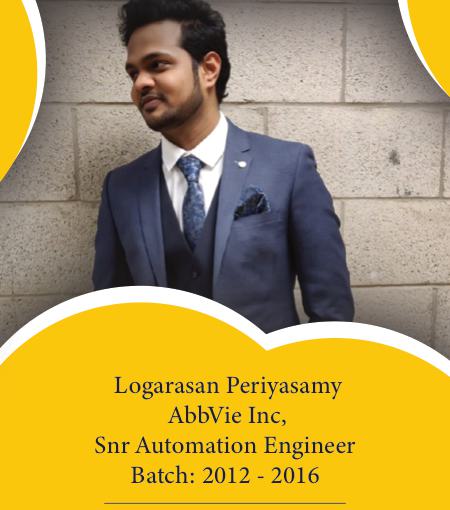 Logarasan Periyasamy
AbbVie Inc,
Snr Automation Engineer
Batch: 2012 - 2016